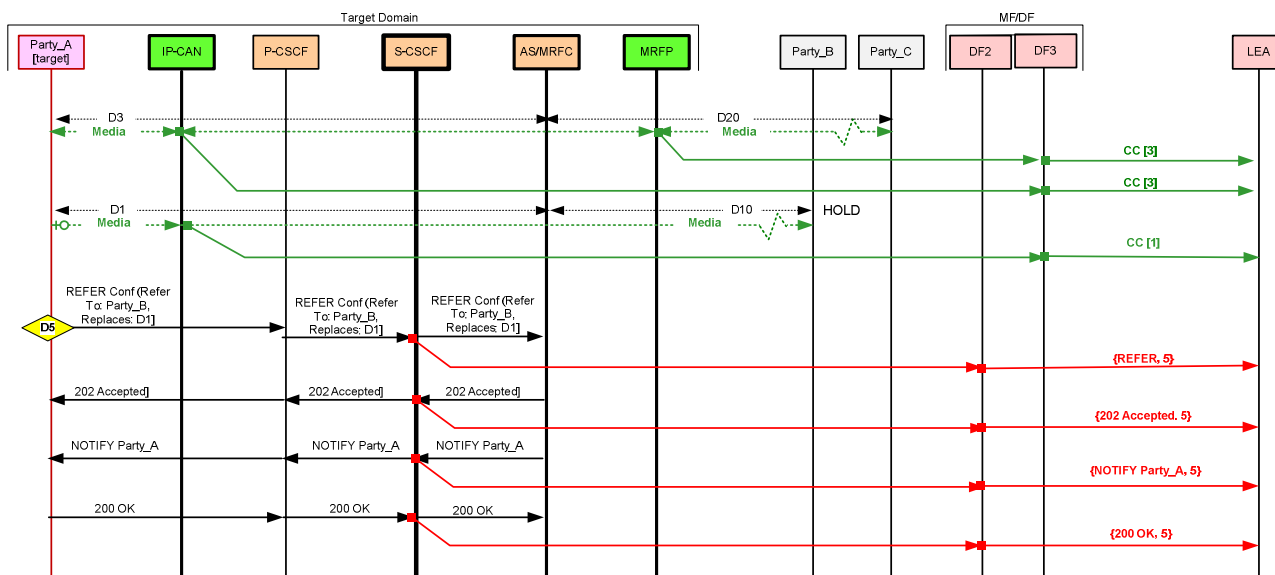 Target Domain
MF/DF
Party_A
[target]
IP-CAN
P-CSCF
S-CSCF
AS/MRFC
MRFP
Party_B
Party_C
DF2
DF3
LEA
D3
D20
Media
Media
CC [3]
CC [3]
D1
D10
HOLD
Media
Media
CC [1]
REFER Conf (Refer
To: Party_B,
Replaces: D1]
REFER Conf (Refer
To: Party_B,
Replaces: D1]
REFER Conf (Refer
To: Party_B,
Replaces: D1]
D5
{REFER, 5}
202 Accepted]
202 Accepted]
202 Accepted]
{202 Accepted, 5}
NOTIFY Party_A
NOTIFY Party_A
NOTIFY Party_A
{NOTIFY Party_A, 5}
200 OK
200 OK
200 OK
{200 OK, 5}